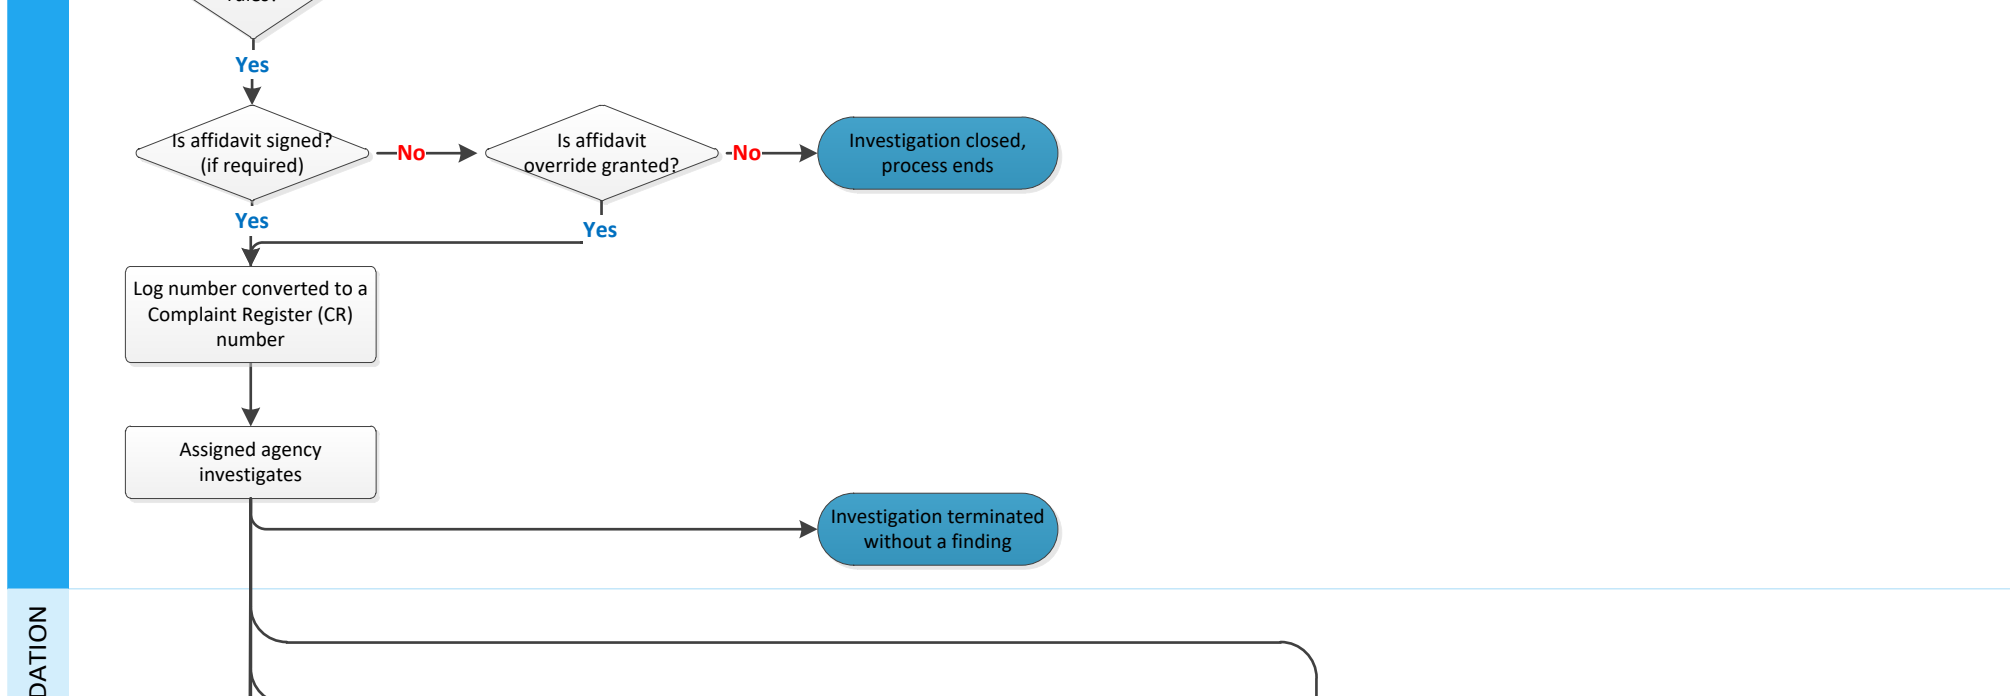 Yes
Is affidavit signed?
(if required)
No
Is affidavit
override granted?
No
Investigation closed,
process ends
Yes
Yes
Log number converted to a
Complaint Register (CR)
number
Assigned agency
investigates
Investigation terminated
without a finding
DATION